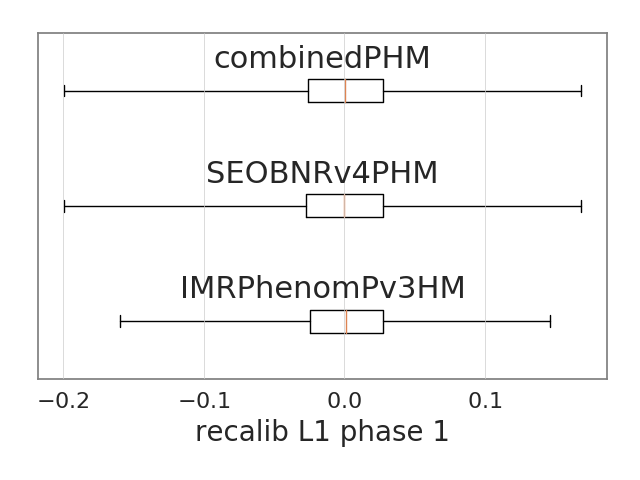 combinedPHM
SEOBNRv4PHM
IMRPhenomPv3HM
−0.2 −0.1 0.0 0.1
recalib L1 phase 1